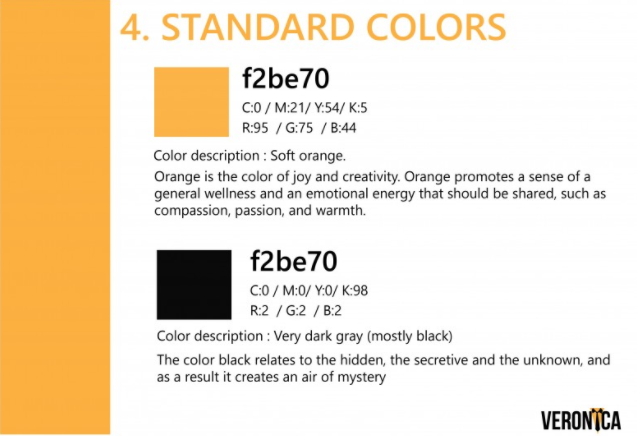 4. STANDARD COLORS
f2be70
C:0 / M:21/ Y:54/ K:5
R:95 / G:75 / B:44
Color description : Soft orange.
Orange is the color of joy and creativity. Orange promotes a sense of a
general wellness and an emotional energy that should be shared, such as
compassion, passion, and warmth.
f2be70
C:0 / M:0/ Y:0/ K:98
R:2 / G:2 / B:2
Color description : Very dark gray (mostly black)
The color black relates to the hidden, the secretive and the unknown, and
as a result it creates an air of mystery
VERONICA